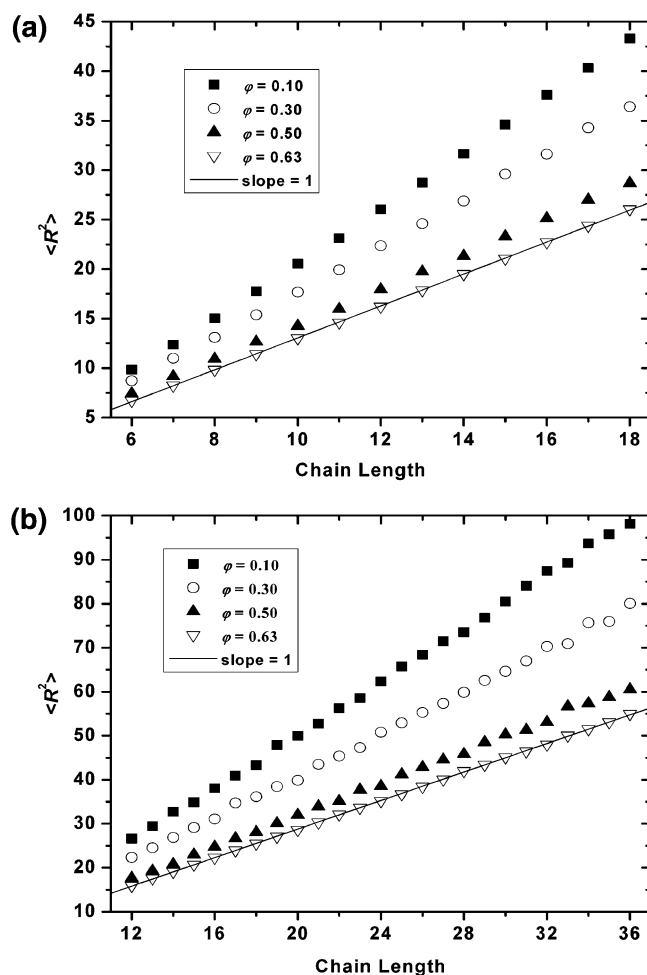 (a)
45
40
35
30
25
20
15
10
5
<R²>
φ = 0.10
φ = 0.30
φ = 0.50
φ = 0.63
slope = 1
6 8 10 12 14 16 18
Chain Length
(b)
100
90
80
70
60
50
40
30
20
10
<R²>
φ = 0.10
φ = 0.30
φ = 0.50
φ = 0.63
slope = 1
12 16 20 24 28 32 36
Chain Length